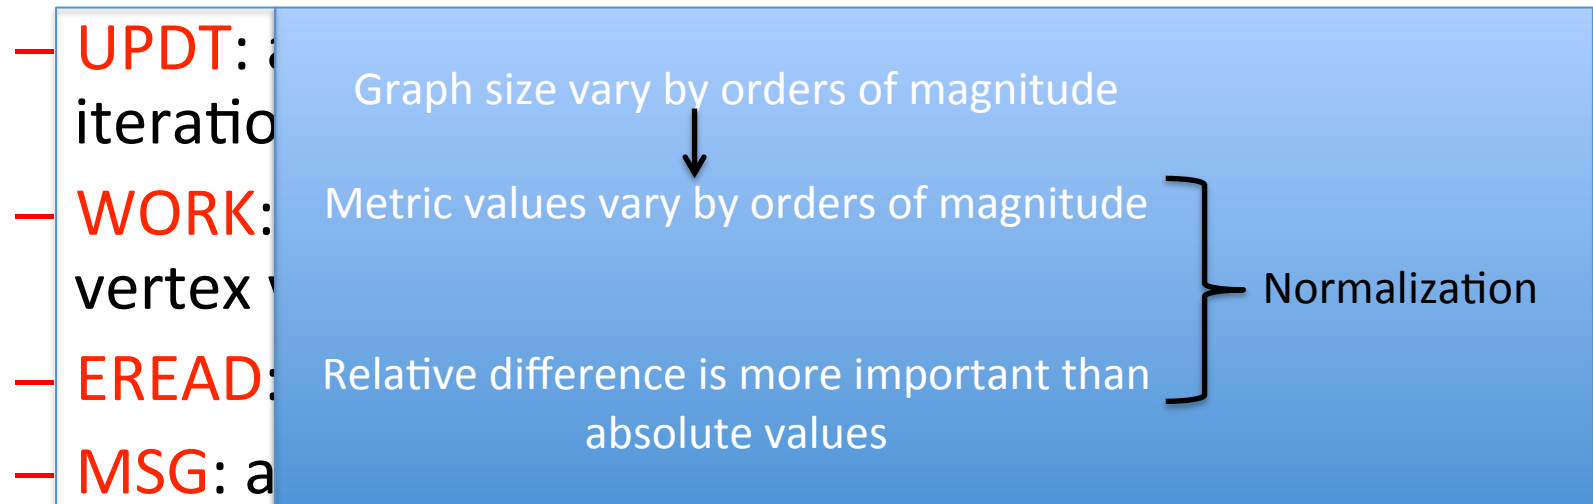 — UPDT:
iteratio
— WORK:
vertex
— EREAD:
— MSG: a
Graph size vary by orders of magnitude
Metric values vary by orders of magnitude
Relative difference is more important than
absolute values
Normalization